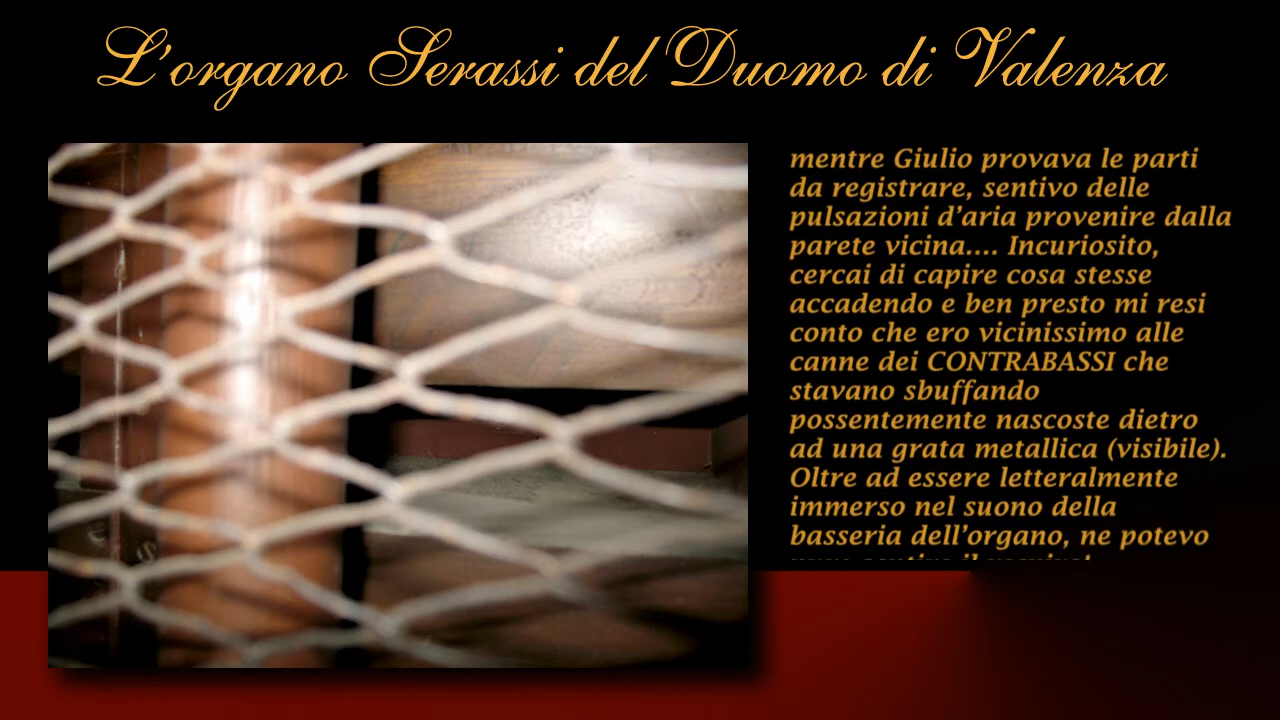 L'organo Serassi del Duomo di Valenza
mentre Giulio provava le parti
da registrare, sentivo delle
pulsazioni d'aria provenire dalla
parete vicina.... Incuriosito,
cercai di capire cosa stesse
accadendo e ben presto mi resi
conto che ero vicinissimo alle
canne dei CONTRABASSI che
stavano sbuffando
possentemente nascoste dietro
ad una grata metallica (visibile).
Oltre ad essere letteralmente
immerso nel suono della
basseria dell'organo, ne potevo